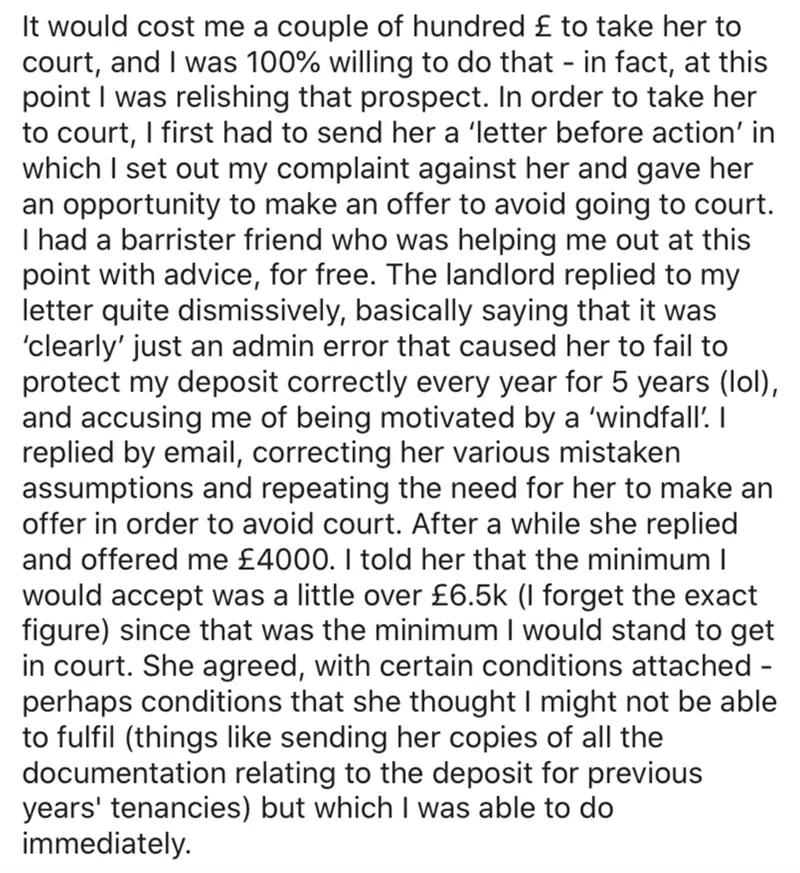 It would cost me a couple of hundred £ to take her to
court, and I was 100% willing to do that - in fact, at this
point I was relishing that prospect. In order to take her
to court, I first had to send her a ‘letter before action’ in
which I set out my complaint against her and gave her
an opportunity to make an offer to avoid going to court.
I had a barrister friend who was helping me out at this
point with advice, for free. The landlord replied to my
letter quite dismissively, basically saying that it was
‘clearly’ just an admin error that caused her to fail to
protect my deposit correctly every year for 5 years (lol),
and accusing me of being motivated by a ‘windfall’. I
replied by email, correcting her various mistaken
assumptions and repeating the need for her to make an
offer in order to avoid court. After a while she replied
and offered me £4000. I told her that the minimum I
would accept was a little over £6.5k (I forget the exact
figure) since that was the minimum I would stand to get
in court. She agreed, with certain conditions attached -
perhaps conditions that she thought I might not be able
to fulfil (things like sending her copies of all the
documentation relating to the deposit for previous
years' tenancies) but which I was able to do
immediately.